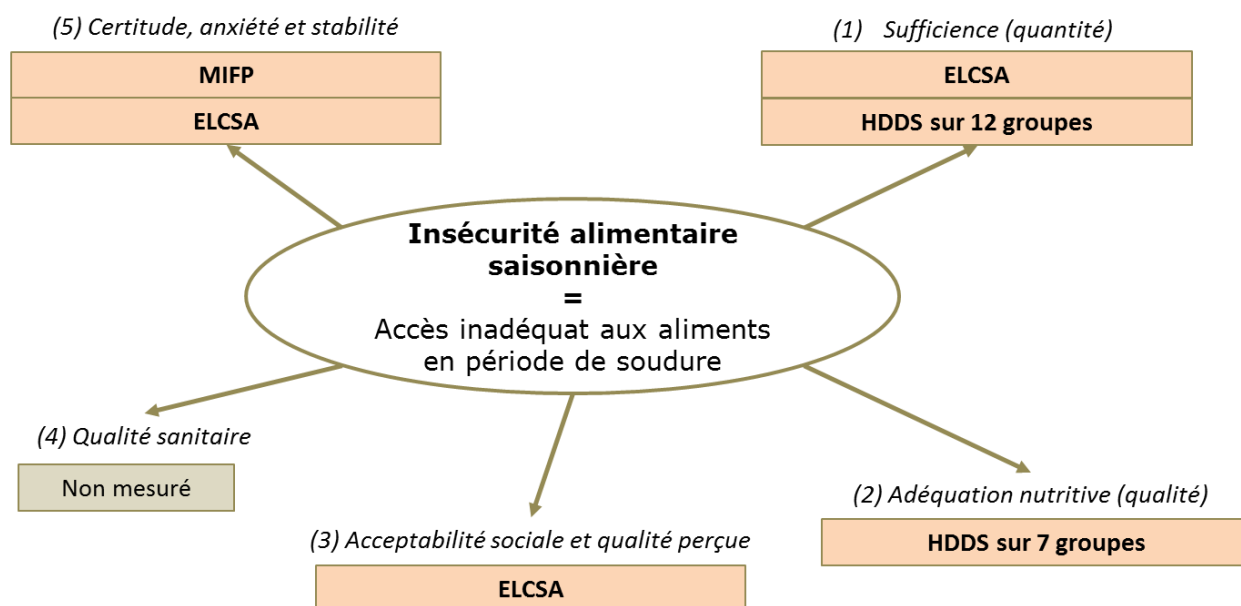 (5) Certitude, anxiété et stabilité
MIFP
ELCSA
(1) Sufficience (quantité)
ELCSA
HDDS sur 12 groupes
Insécurité alimentaire
saisonnière
=
Accès inadéquat aux aliments
en période de soudure
(4) Qualité sanitaire
Non mesuré
(3) Acceptabilité sociale et qualité perçue
ELCSA
(2) Adéquation nutritive (qualité)
HDDS sur 7 groupes